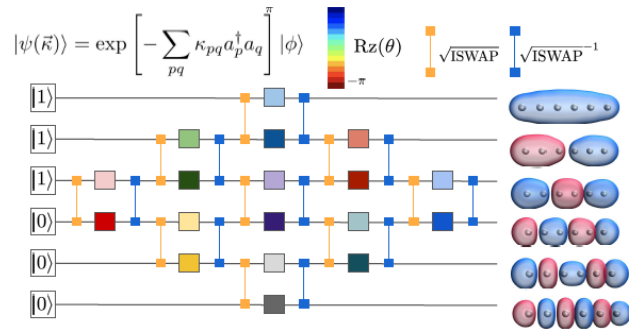 |ψ(κ⃗)⟩ = exp [−∑_{pq} κ_{pq} a_p^† a_q] |ϕ⟩
π
Rz(θ)
−π
√ISWAP
√ISWAP⁻¹
|1⟩
|1⟩
|1⟩
|0⟩
|0⟩
|0⟩